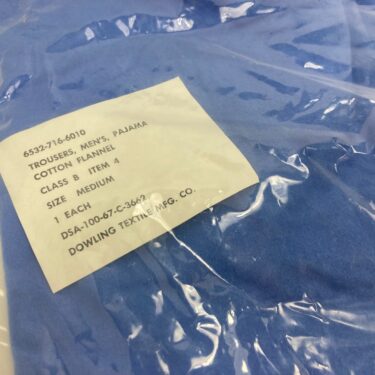 6532-716-6010
TROUSERS, MEN'S, PAJAMA
COTTON FLANNEL
CLASS B ITEM 4
SIZE MEDIUM
1 EACH
DSA-100-67-C-3662
DOWLING TEXTILE MFG. CO.